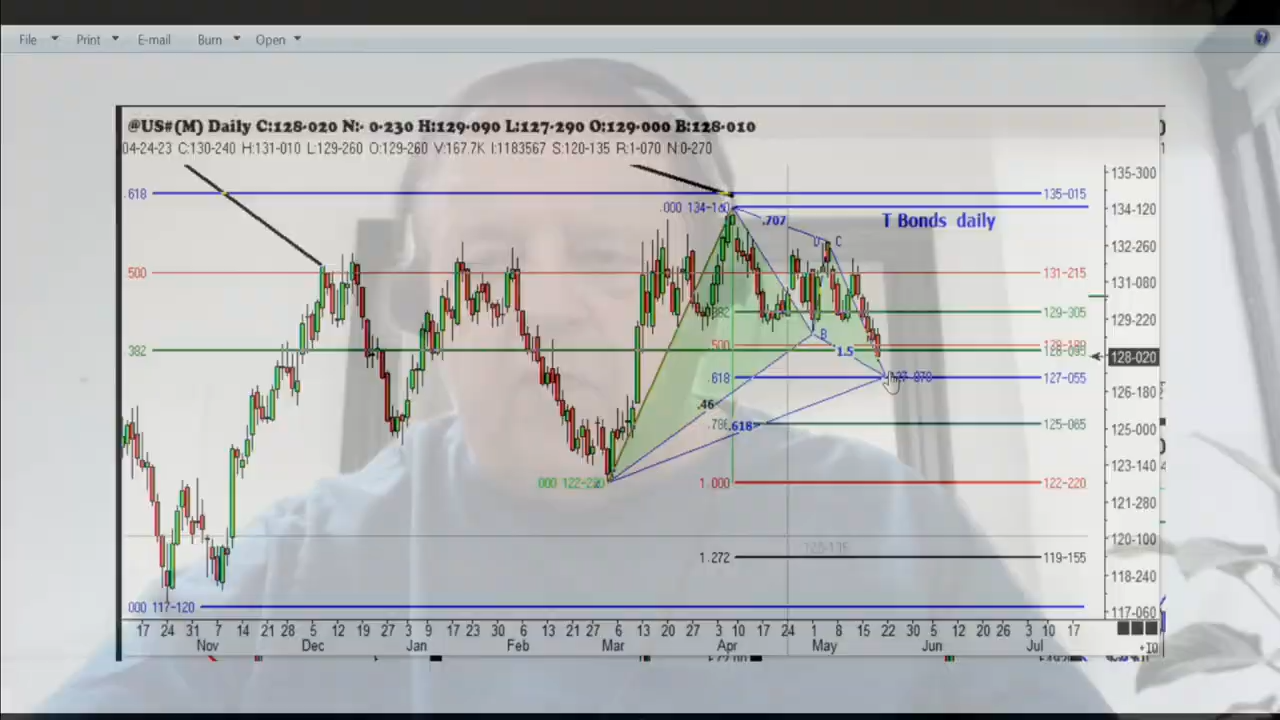 File Print E-mail Burn Open
@US#(M) Daily C:128-020 N:- 0-230 H:129-090 L:127-290 O:129-000 B:128-010
04-24-23 C:130-240 H:131-010 L:129-260 O:129-260 V:167.7K I:1183567 S:120-135 R:1-070 N:0-270
135-300
.618 135-015
.000 134-120
T Bonds daily
.707
C
132-260
500 131-215
131-080
.382 129-305
129-220
B
500
382 1.5 128-095
128-020
.618 127-055
126-180
.46
.786 .618 125-065
125-000
123-140
000 122-220 1.000 122-220
121-280
120-100
1.272 119-155
118-240
000 117-120 117-060
17 24 31 7 14 21 28 5 12 19 27 3 9 17 23 30 6 13 21 27 6 13 20 27 3 10 17 24 1 8 15 22 30 5 12 20 26 3 10 17
Nov Dec Jan Feb Mar Apr May Jun Jul